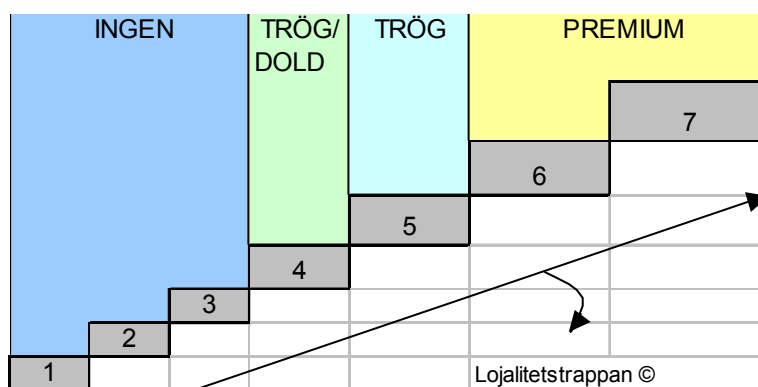 INGEN
TRÖG/
DOLD
TRÖG
PREMIUM
7
6
5
4
3
2
1
Lojalitetstrappan ©